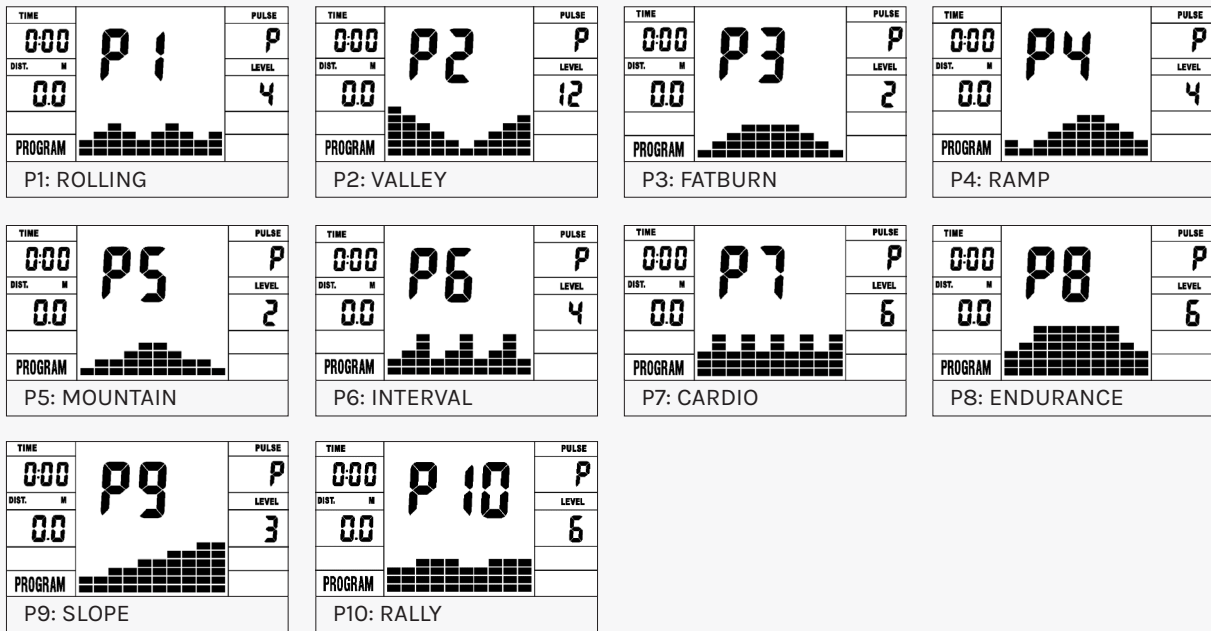 TIME PULSE
0:00 P1 P
DIST. M LEVEL
0.0 4
PROGRAM
P1: ROLLING
TIME PULSE
0:00 P2 P
DIST. M LEVEL
0.0 12
PROGRAM
P2: VALLEY
TIME PULSE
0:00 P3 P
DIST. M LEVEL
0.0 2
PROGRAM
P3: FATBURN
TIME PULSE
0:00 P4 P
DIST. M LEVEL
0.0 4
PROGRAM
P4: RAMP
TIME PULSE
0:00 P5 P
DIST. M LEVEL
0.0 2
PROGRAM
P5: MOUNTAIN
TIME PULSE
0:00 P6 P
DIST. M LEVEL
0.0 4
PROGRAM
P6: INTERVAL
TIME PULSE
0:00 P7 P
DIST. M LEVEL
0.0 6
PROGRAM
P7: CARDIO
TIME PULSE
0:00 P8 P
DIST. M LEVEL
0.0 6
PROGRAM
P8: ENDURANCE
TIME PULSE
0:00 P9 P
DIST. M LEVEL
0.0 3
PROGRAM
P9: SLOPE
TIME PULSE
0:00 P10 P
DIST. M LEVEL
0.0 6
PROGRAM
P10: RALLY